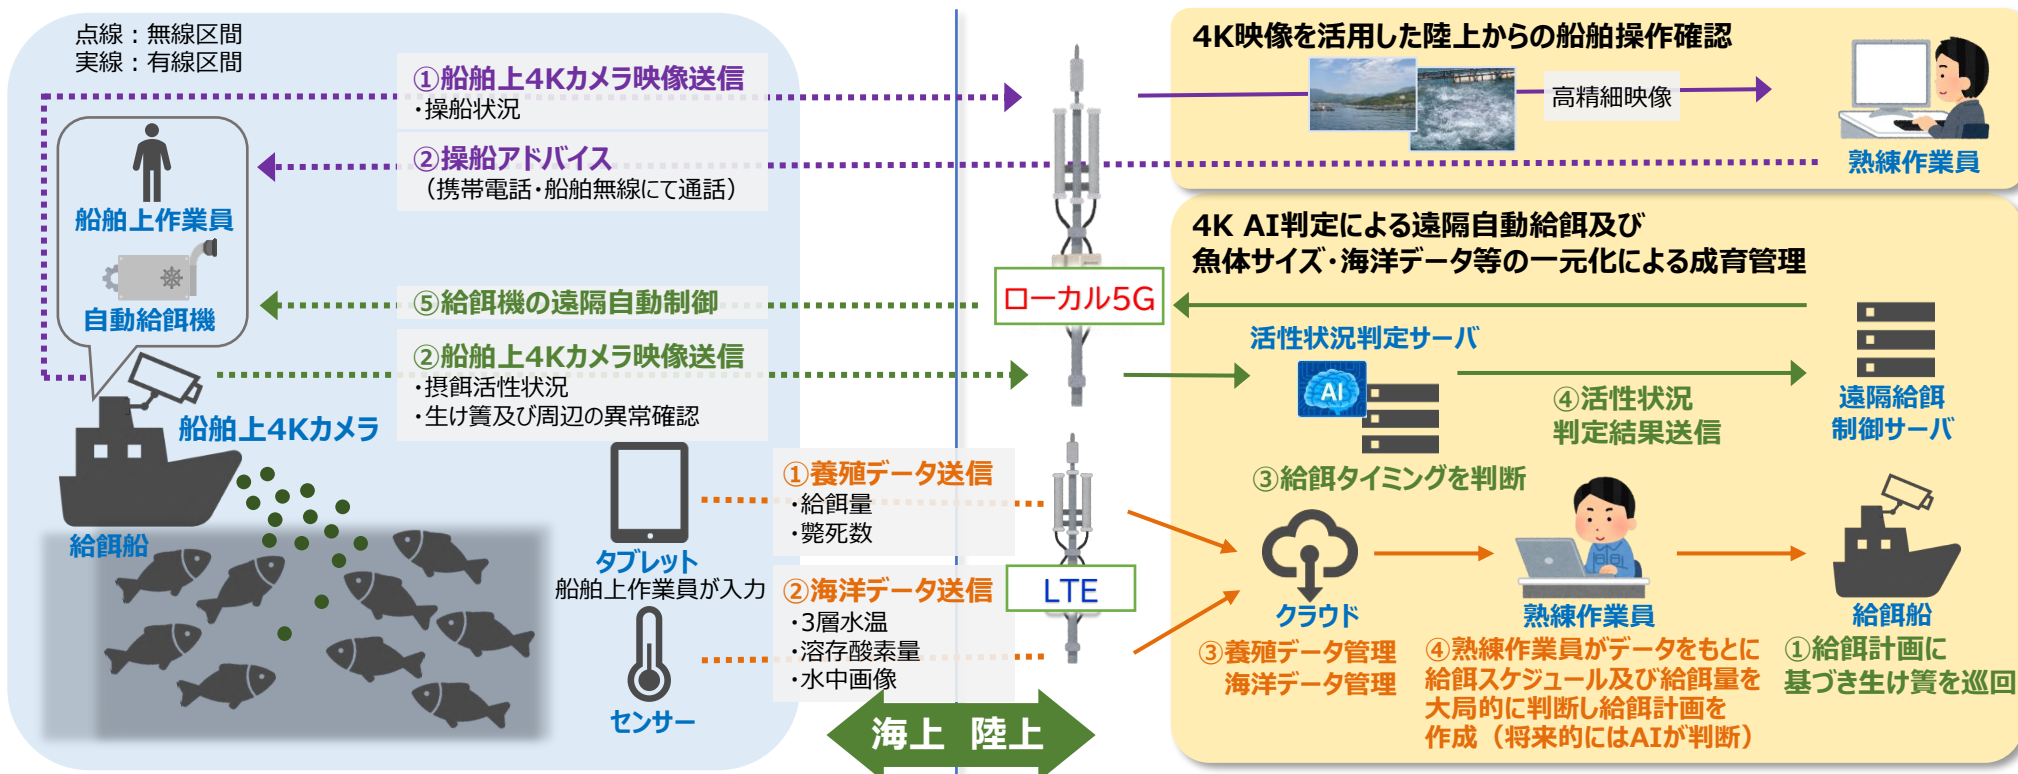 点線：無線区間
実線：有線区間
①船舶上4Kカメラ映像送信
・操船状況
②操船アドバイス
（携帯電話・船舶無線にて通話）
船舶上作業員
自動給餌機
⑤給餌機の遠隔自動制御
②船舶上4Kカメラ映像送信
・摂餌活性状況
・生け簀及び周辺の異常確認
船舶上4Kカメラ
給餌船
タブレット
船舶上作業員が入力
センサー
①養殖データ送信
・給餌量
・斃死数
②海洋データ送信
・3層水温
・溶存酸素量
・水中画像
ローカル5G
LTE
海上 陸上
4K映像を活用した陸上からの船舶操作確認
高精細映像
熟練作業員
4K AI判定による遠隔自動給餌及び
魚体サイズ・海洋データ等の一元化による成育管理
活性状況判定サーバ
AI
③給餌タイミングを判断
④活性状況
判定結果送信
遠隔給餌
制御サーバ
クラウド
③養殖データ管理
海洋データ管理
熟練作業員
④熟練作業員がデータをもとに
給餌スケジュール及び給餌量を
大局的に判断し給餌計画を
作成（将来的にはAIが判断）
給餌船
①給餌計画に
基づき生け簀を巡回